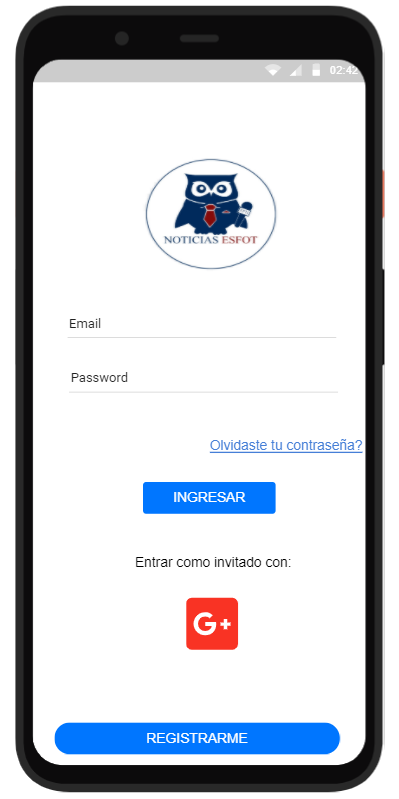 02:42
NOTICIAS ESFOT
Email
Password
Olvidaste tu contraseña?
INGRESAR
Entrar como invitado con:
G+
REGISTRARME